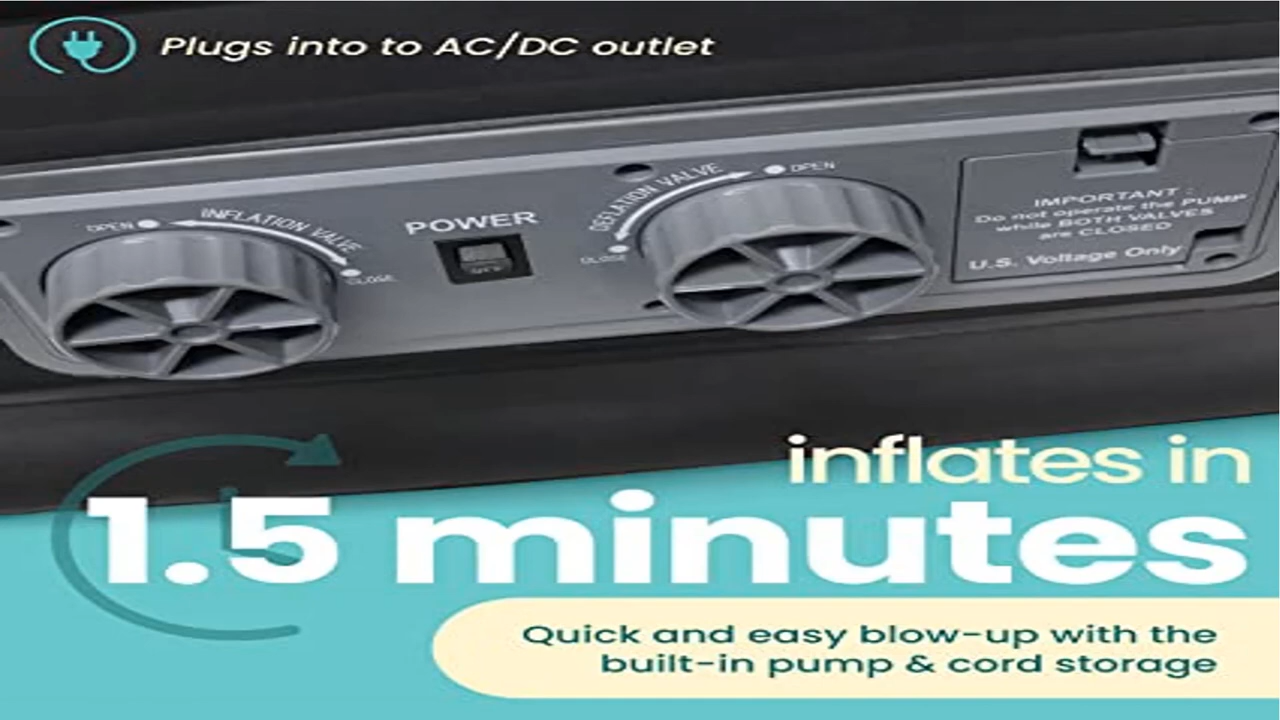 Plugs into to AC/DC outlet
OPEN
INFLATION VALVE
CLOSE
POWER
OFF
DEFLATION VALVE
OPEN
CLOSE
IMPORTANT :
Do not operate the PUMP
while BOTH VALVES
are CLOSED
U.S. Voltage Only
inflates in
1.5 minutes
Quick and easy blow-up with the
built-in pump & cord storage